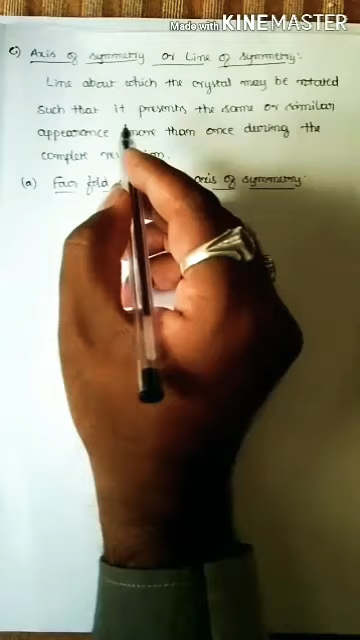 Made with KINEMASTER
c) Axis of symmetry or Line of symmetry:
Line about which the crystal may be rotated
such that it presents the same or similar
appearance more than once during the
complete
(a) Four fold axis of symmetry: